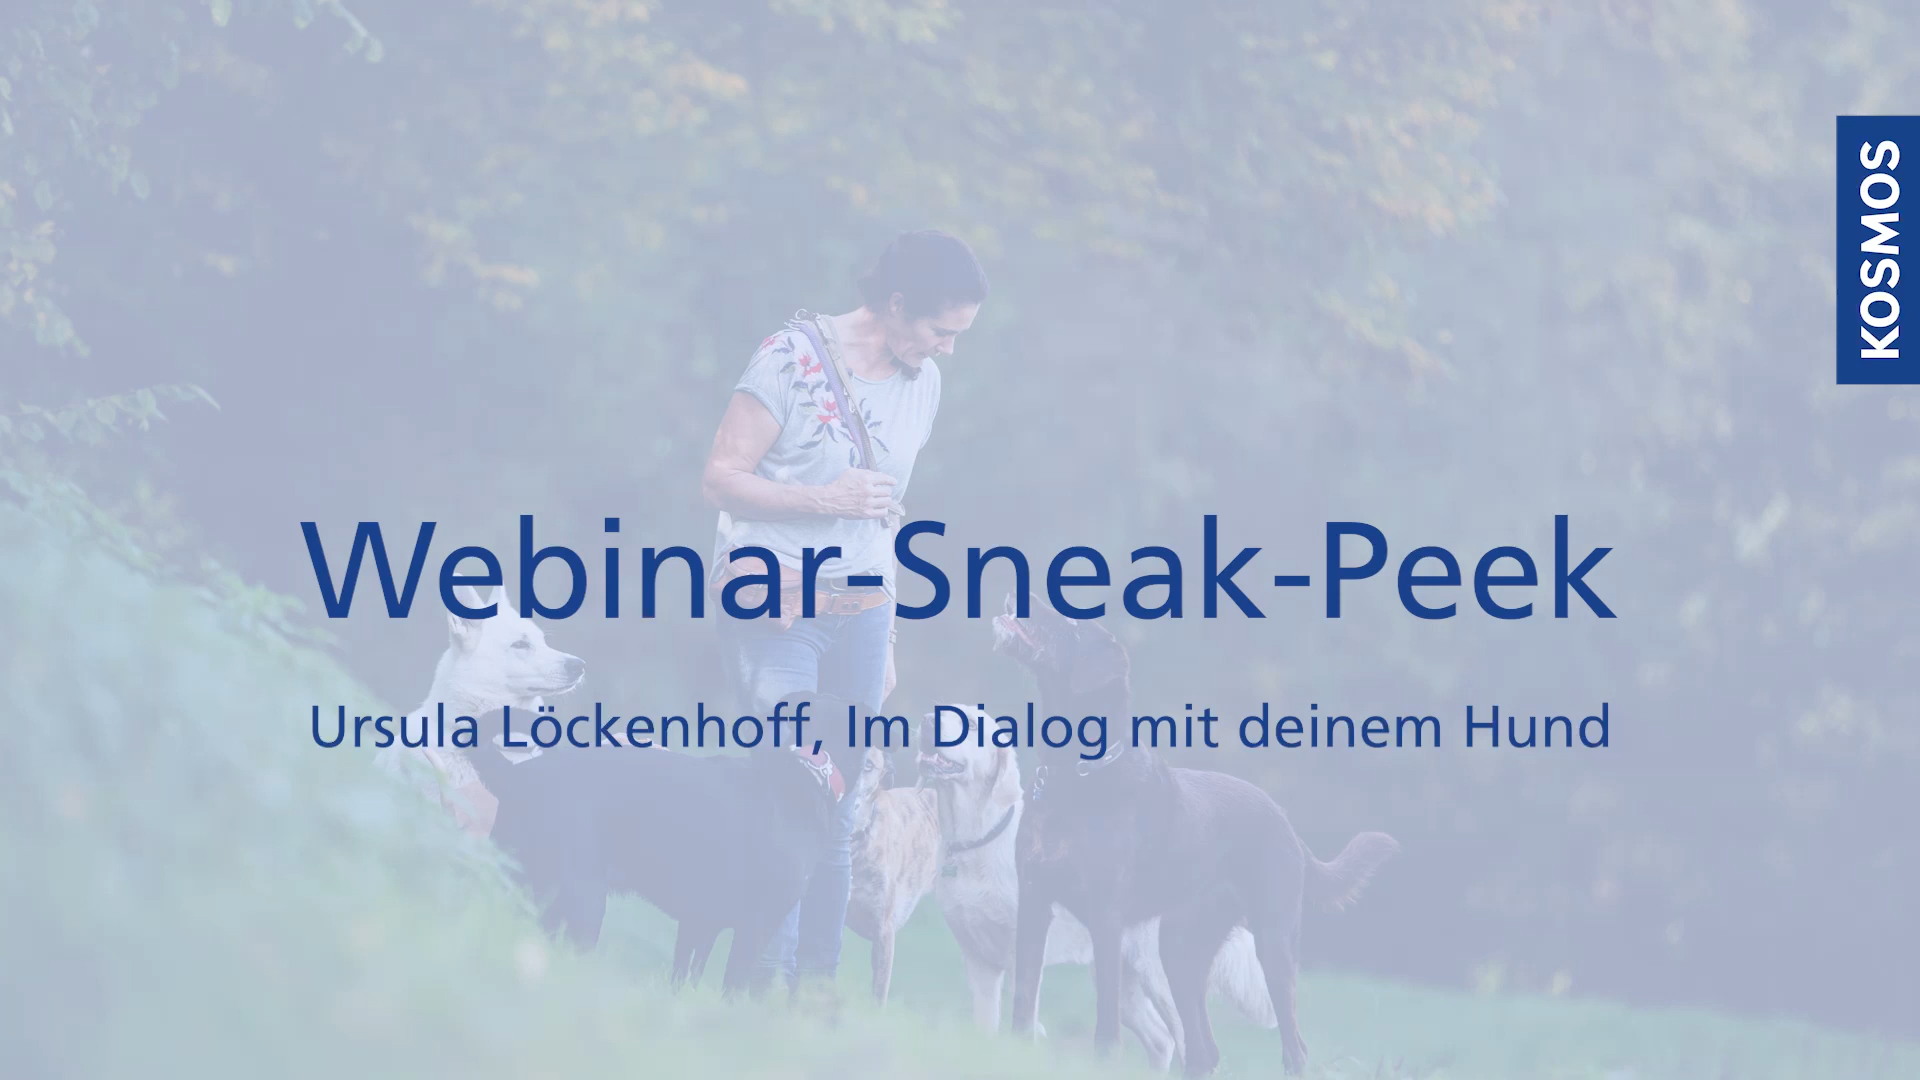 KOSMOS
Webinar-Sneak-Peek
Ursula Löckenhoff, Im Dialog mit deinem Hund